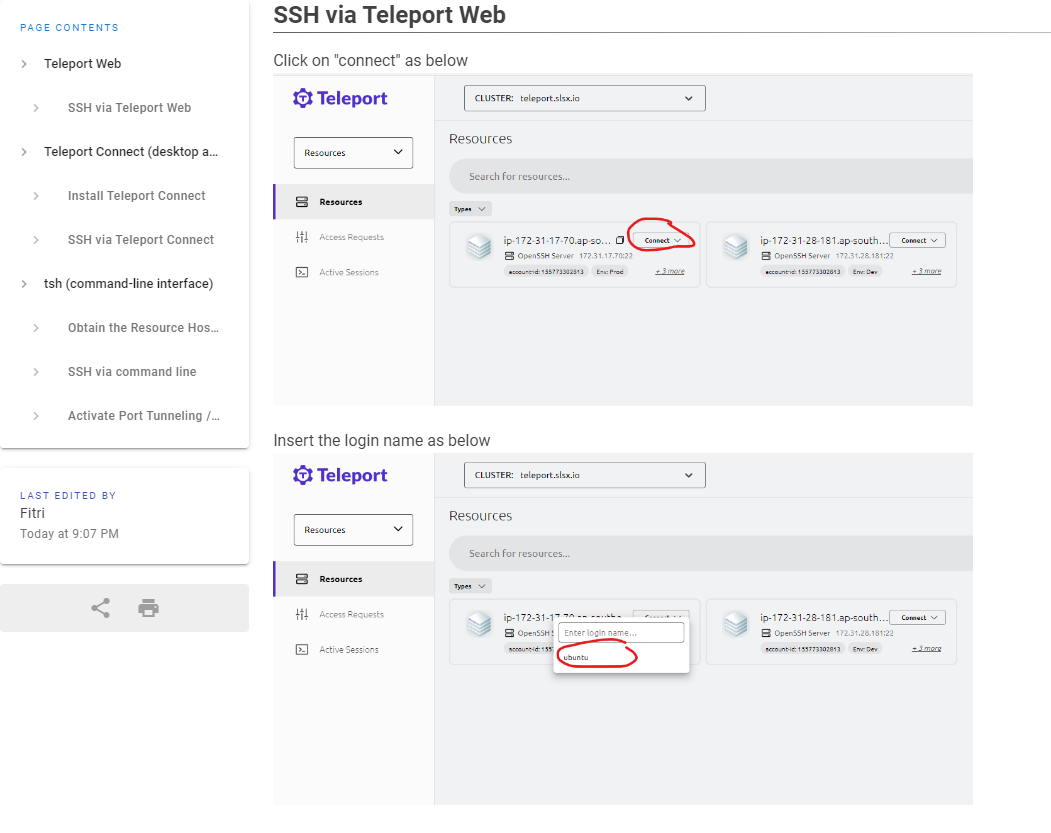 PAGE CONTENTS
Teleport Web
SSH via Teleport Web
Teleport Connect (desktop a...
Install Teleport Connect
SSH via Teleport Connect
tsh (command-line interface)
Obtain the Resource Hos...
SSH via command line
Activate Port Tunneling /...
LAST EDITED BY
Fitri
Today at 9:07 PM
SSH via Teleport Web
Click on "connect" as below
Teleport
CLUSTER: teleport.slsx.io
Resources
Resources
Search for resources...
Resources
Types
Access Requests
Active Sessions
ip-172-31-17-70.ap-so...
Connect
OpenSSH Server 172.31.17.70:22
account-id: 155773302813 Env: Prod + 3 more
ip-172-31-28-181.ap-south...
Connect
OpenSSH Server 172.31.28.181:22
account-id: 155773302813 Env: Dev + 3 more
Insert the login name as below
Teleport
CLUSTER: teleport.slsx.io
Resources
Resources
Search for resources...
Resources
Types
Access Requests
Active Sessions
ip-172-31-17-70.ap-southe
Connect
OpenSSH S
account-id: 155
Enter login name...
ubuntu
ip-172-31-28-181.ap-south...
Connect
OpenSSH Server 172.31.28.181:22
account-id: 155773302813 Env: Dev + 3 more